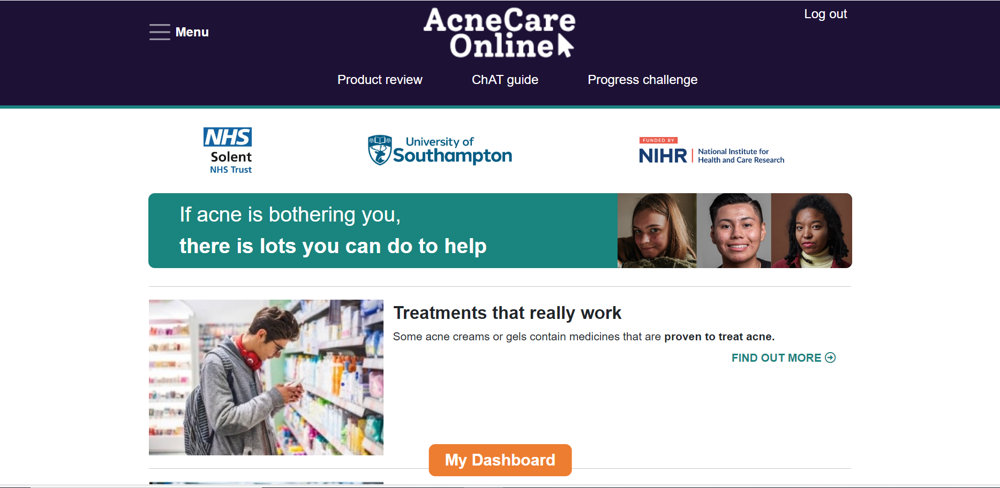 Menu
AcneCare
Online
Log out
Product review
ChAT guide
Progress challenge
NHS
Solent
NHS Trust
University of
Southampton
FUNDED BY
NIHR
National Institute for
Health and Care Research
If acne is bothering you,
there is lots you can do to help
Treatments that really work
Some acne creams or gels contain medicines that are proven to treat acne.
FIND OUT MORE
My Dashboard